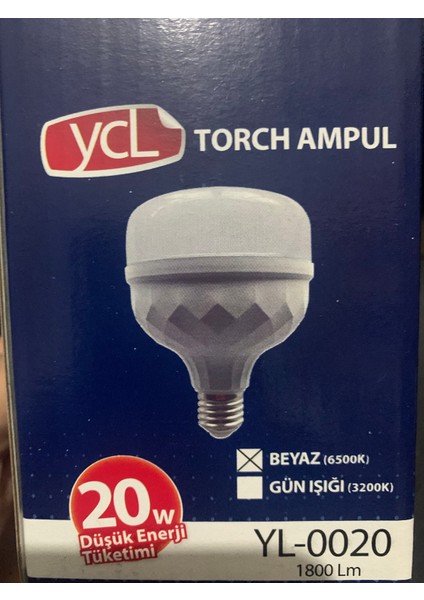 ycL
TORCH AMPUL
BEYAZ (6500K)
GÜN IŞIĞI (3200K)
20W
Düşük Enerji
Tüketimi
YL-0020
1800 Lm